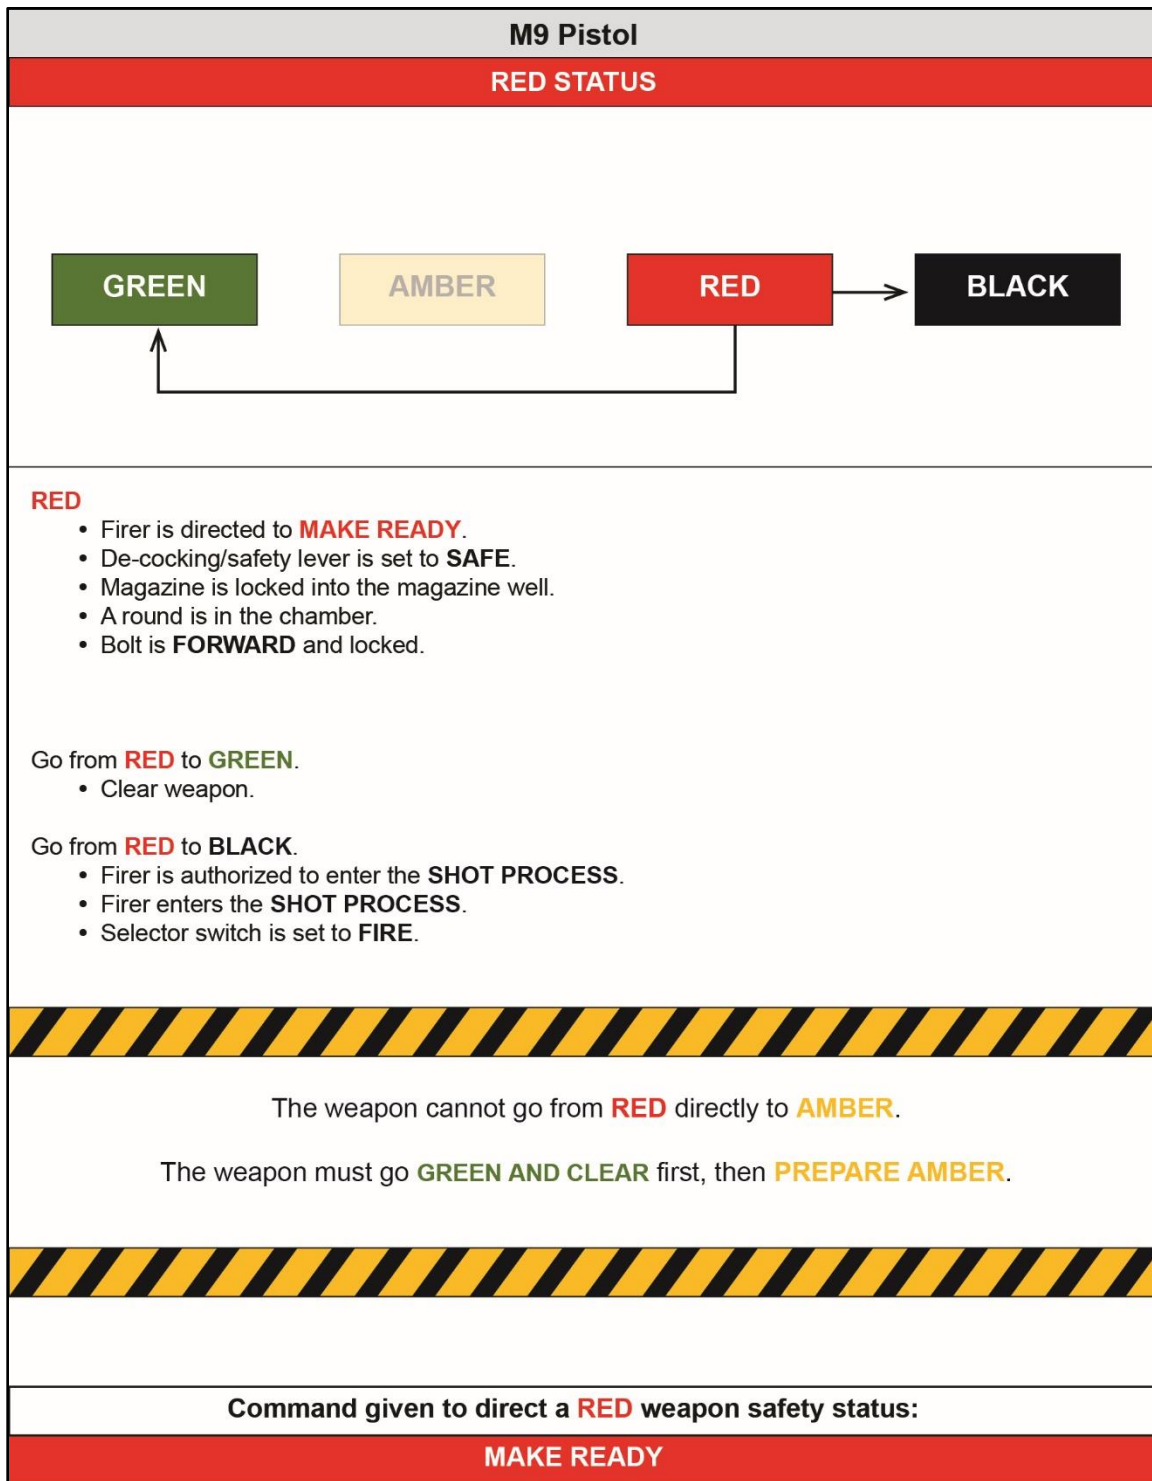 M9 Pistol
RED STATUS
GREEN
AMBER
RED
BLACK
RED
• Firer is directed to MAKE READY.
• De-cocking/safety lever is set to SAFE.
• Magazine is locked into the magazine well.
• A round is in the chamber.
• Bolt is FORWARD and locked.
Go from RED to GREEN.
• Clear weapon.
Go from RED to BLACK.
• Firer is authorized to enter the SHOT PROCESS.
• Firer enters the SHOT PROCESS.
• Selector switch is set to FIRE.
The weapon cannot go from RED directly to AMBER.
The weapon must go GREEN AND CLEAR first, then PREPARE AMBER.
Command given to direct a RED weapon safety status:
MAKE READY